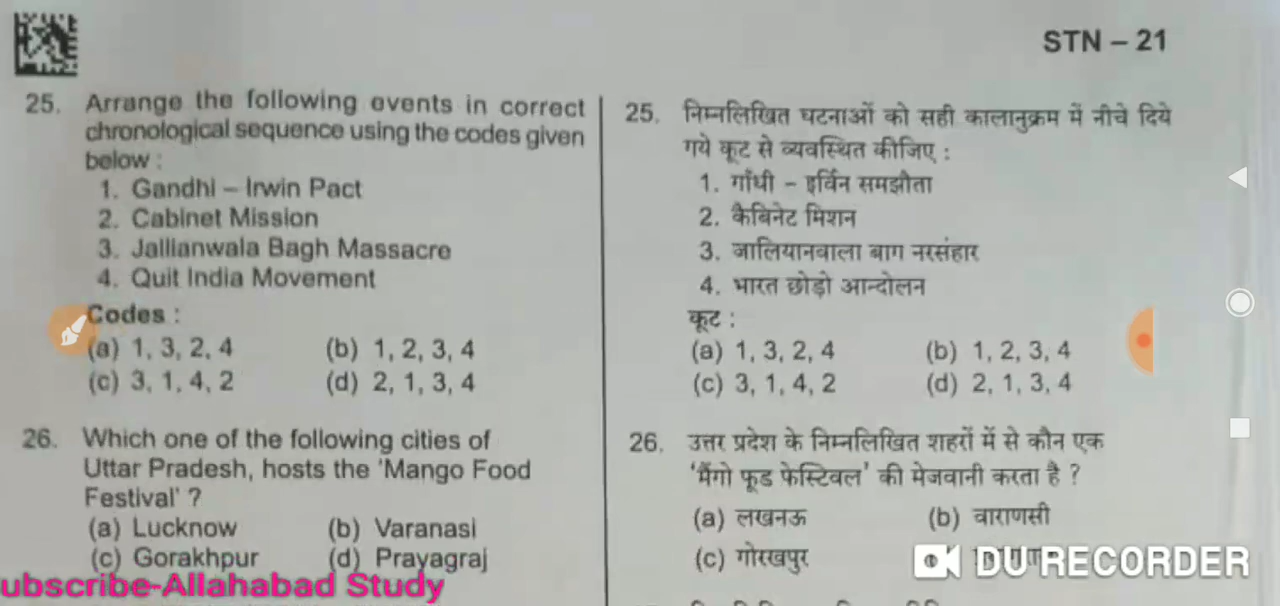 STN – 21
25. Arrange the following events in correct
chronological sequence using the codes given
below :
1. Gandhi – Irwin Pact
2. Cabinet Mission
3. Jallianwala Bagh Massacre
4. Quit India Movement
Codes :
(a) 1, 3, 2, 4 (b) 1, 2, 3, 4
(c) 3, 1, 4, 2 (d) 2, 1, 3, 4
26. Which one of the following cities of
Uttar Pradesh, hosts the 'Mango Food
Festival' ?
(a) Lucknow (b) Varanasi
(c) Gorakhpur (d) Prayagraj
25. निम्नलिखित घटनाओं को सही कालानुक्रम में नीचे दिये
गये कूट से व्यवस्थित कीजिए :
1. गाँधी – इर्विन समझौता
2. कैबिनेट मिशन
3. जालियानवाला बाग नरसंहार
4. भारत छोड़ो आन्दोलन
कूट :
(a) 1, 3, 2, 4 (b) 1, 2, 3, 4
(c) 3, 1, 4, 2 (d) 2, 1, 3, 4
26. उत्तर प्रदेश के निम्नलिखित शहरों में से कौन एक
'मैंगो फूड फेस्टिवल' की मेजवानी करता है ?
(a) लखनऊ (b) वाराणसी
(c) गोरखपुर
DU RECORDER
ubscribe-Allahabad Study